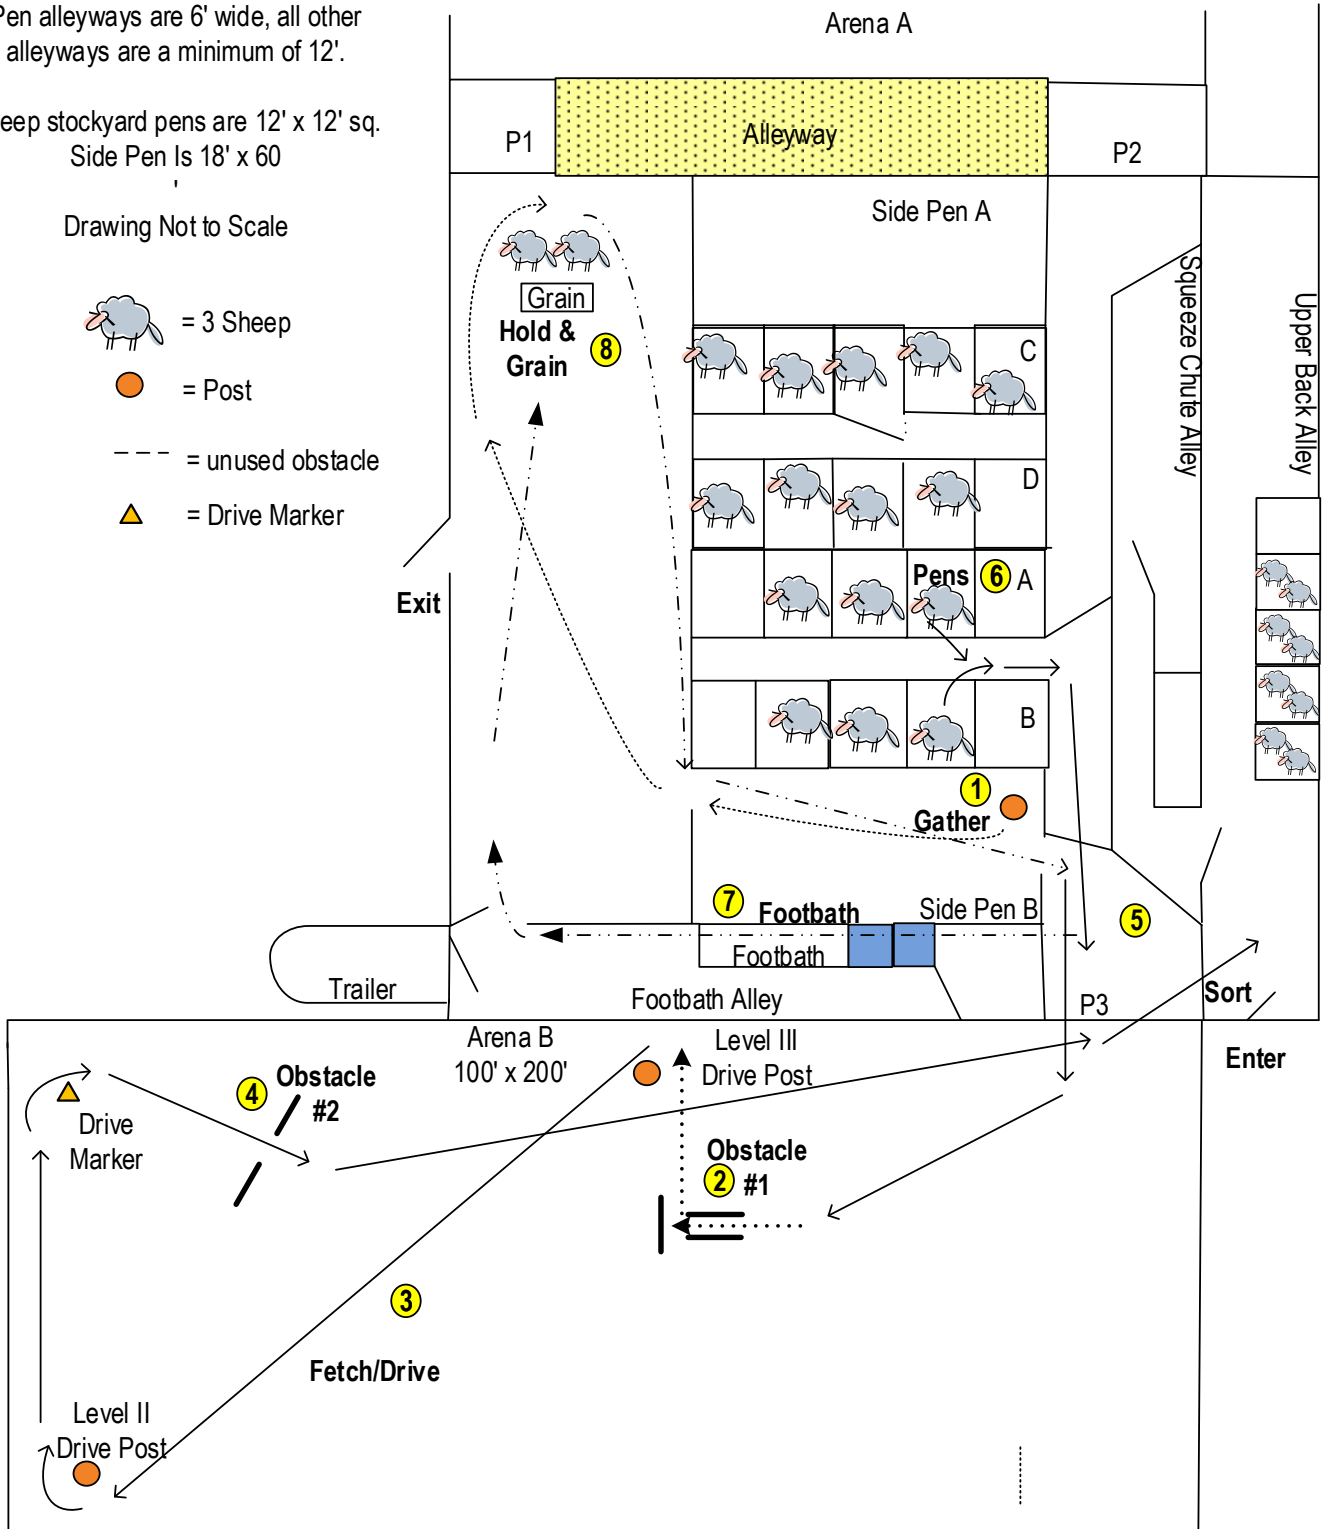 Pen alleyways are 6' wide, all other
alleyways are a minimum of 12'.
eep stockyard pens are 12' x 12' sq.
Side Pen Is 18' x 60
'
Drawing Not to Scale
= 3 Sheep
= Post
= unused obstacle
= Drive Marker
Arena A
P1
Alleyway
P2
Side Pen A
Squeeze Chute Alley
Upper Back Alley
Grain
Hold &
Grain
8
C
D
Pens
6
A
Exit
B
1
Gather
7
Footbath
Side Pen B
5
Footbath
Trailer
Footbath Alley
P3
Sort
Arena B
100' x 200'
Level III
Drive Post
Enter
4
Obstacle
#2
Drive
Marker
Obstacle
2
#1
3
Fetch/Drive
Level II
Drive Post